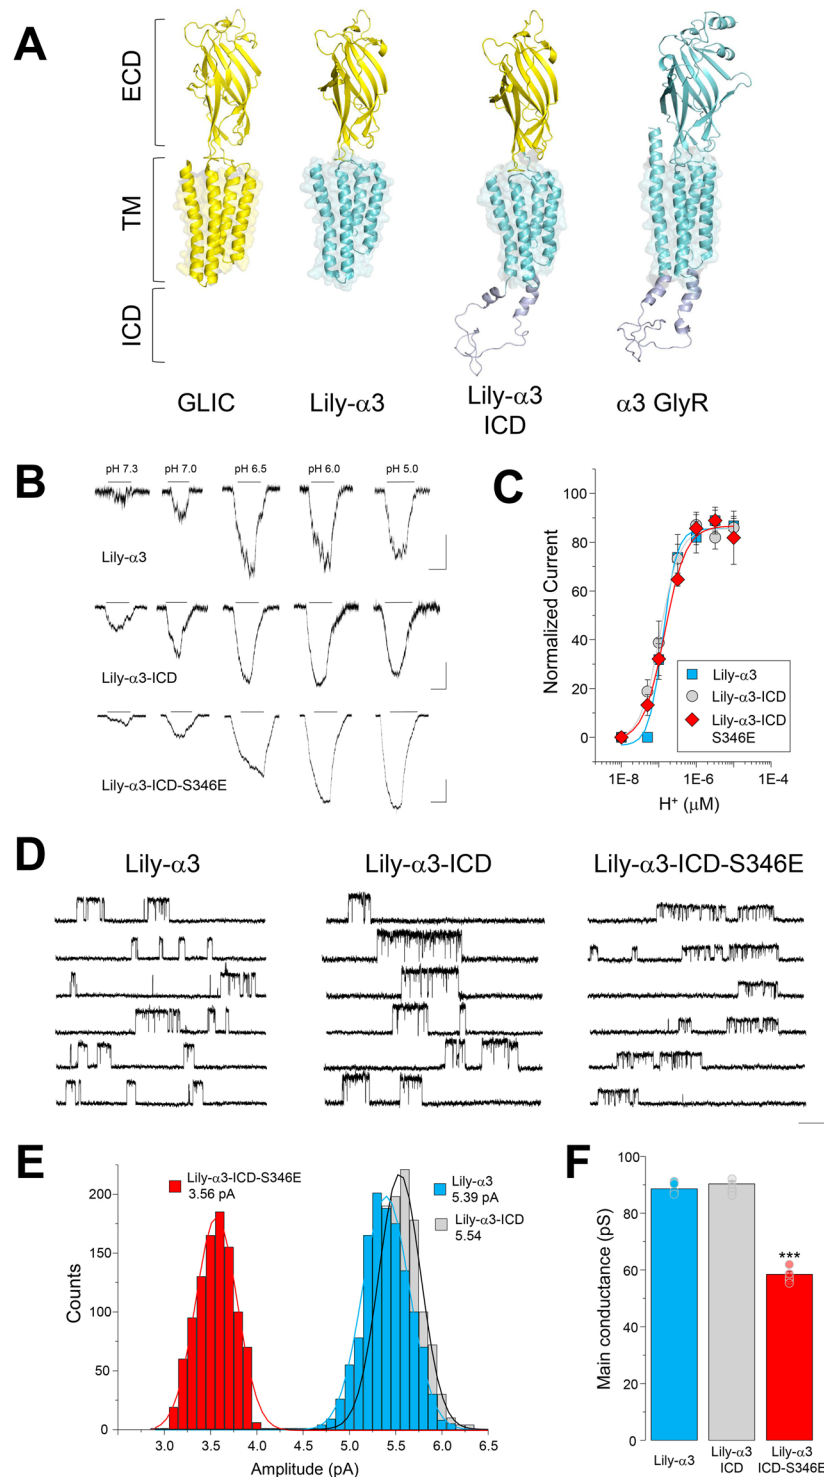 A
ECD
TM
ICD
GLIC
Lily-α3
Lily-α3
ICD
α3 GlyR
B
pH 7.3
pH 7.0
pH 6.5
pH 6.0
pH 5.0
Lily-α3
Lily-α3-ICD
Lily-α3-ICD-S346E
C
100
80
60
40
20
0
Normalized Current
Lily-α3
Lily-α3-ICD
Lily-α3-ICD
S346E
1E-8
1E-6
1E-4
H⁺ (μM)
D
Lily-α3
Lily-α3-ICD
Lily-α3-ICD-S346E
E
Lily-α3-ICD-S346E
3.56 pA
Lily-α3
5.39 pA
Lily-α3-ICD
5.54
200
150
100
50
0
Counts
3.0
3.5
4.0
4.5
5.0
5.5
6.0
6.5
Amplitude (pA)
F
100
80
60
40
20
0
Main conductance (pS)
***
Lily-α3
Lily-α3
ICD
Lily-α3
ICD-S346E